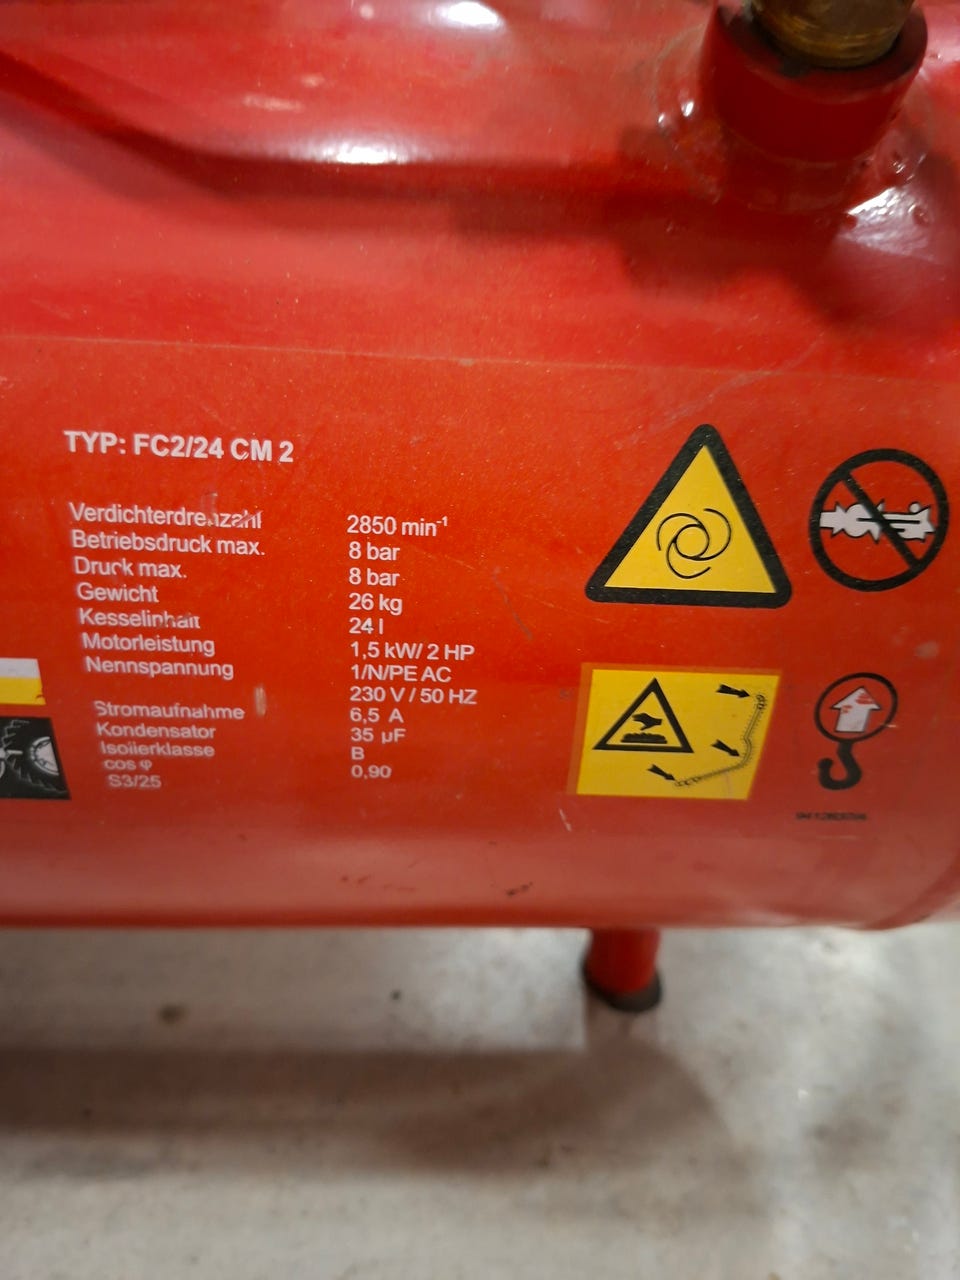 TYP: FC2/24 CM 2
Verdichterdrehzahl 2850 min⁻¹
Betriebsdruck max. 8 bar
Druck max. 8 bar
Gewicht 26 kg
Kesselinhalt 24 l
Motorleistung 1,5 kW/ 2 HP
Nennspannung 1/N/PE AC
230 V / 50 HZ
Stromaufnahme 6,5 A
Kondensator 35 µF
Isolierklasse B
cos φ 0,90
S3/25